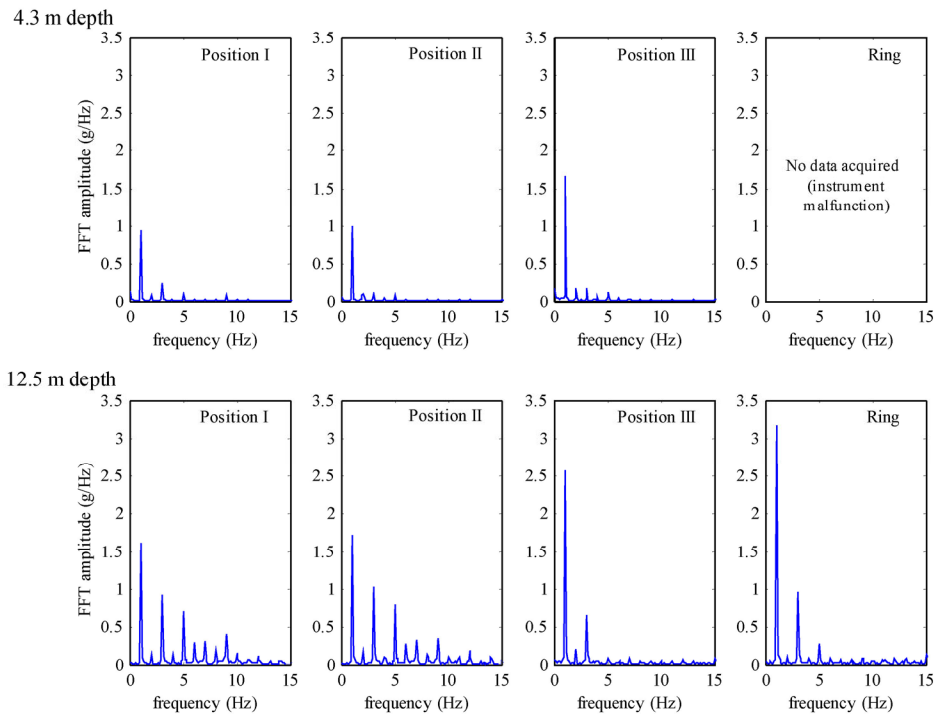 4.3 m depth
Position I
Position II
Position III
Ring
3.5
3
2.5
2
1.5
1
0.5
0
FFT amplitude (g/Hz)
0 5 10 15
frequency (Hz)
3.5
3
2.5
2
1.5
1
0.5
0
0 5 10 15
frequency (Hz)
3.5
3
2.5
2
1.5
1
0.5
0
0 5 10 15
frequency (Hz)
3.5
3
2.5
2
1.5
1
0.5
0
No data acquired
(instrument
malfunction)
0 5 10 15
frequency (Hz)
12.5 m depth
Position I
Position II
Position III
Ring
3.5
3
2.5
2
1.5
1
0.5
0
FFT amplitude (g/Hz)
0 5 10 15
frequency (Hz)
3.5
3
2.5
2
1.5
1
0.5
0
0 5 10 15
frequency (Hz)
3.5
3
2.5
2
1.5
1
0.5
0
0 5 10 15
frequency (Hz)
3.5
3
2.5
2
1.5
1
0.5
0
0 5 10 15
frequency (Hz)